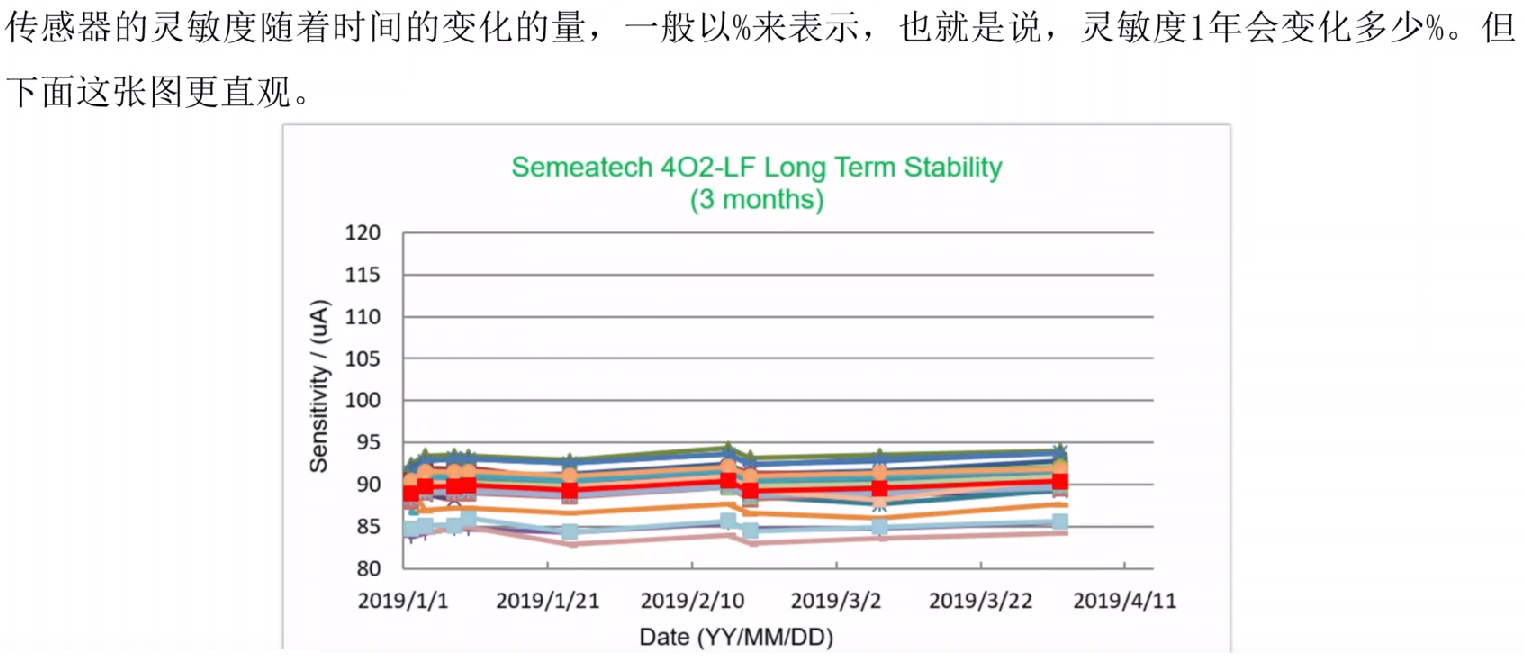 传感器的灵敏度随着时间的变化的量，一般以%来表示，也就是说，灵敏度1年会变化多少%。但
下面这张图更直观。
Semeatech 4O2-LF Long Term Stability
(3 months)
Sensitivity / (uA)
120
115
110
105
100
95
90
85
80
2019/1/1 2019/1/21 2019/2/10 2019/3/2 2019/3/22 2019/4/11
Date (YY/MM/DD)